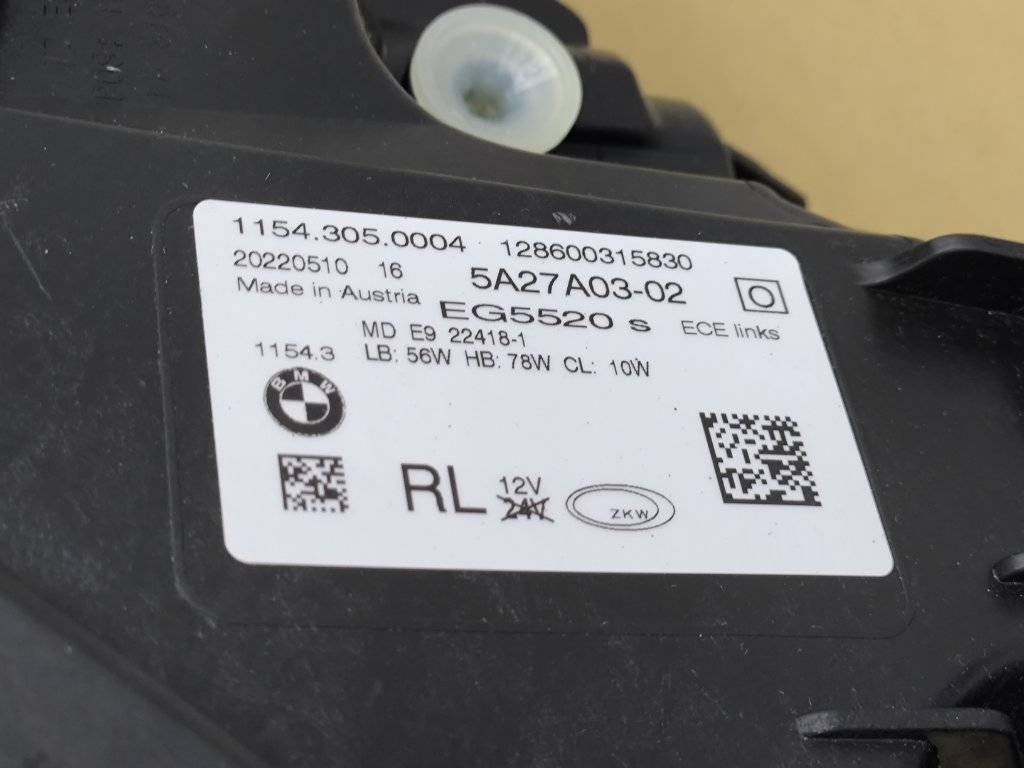 1154.305.0004 128600315830
20220510 16 5A27A03-02
Made in Austria EG5520 s ECE links
MD E9 22418-1
1154.3 LB: 56W HB: 78W CL: 10W
BMW
RL 12V
24V ZKW